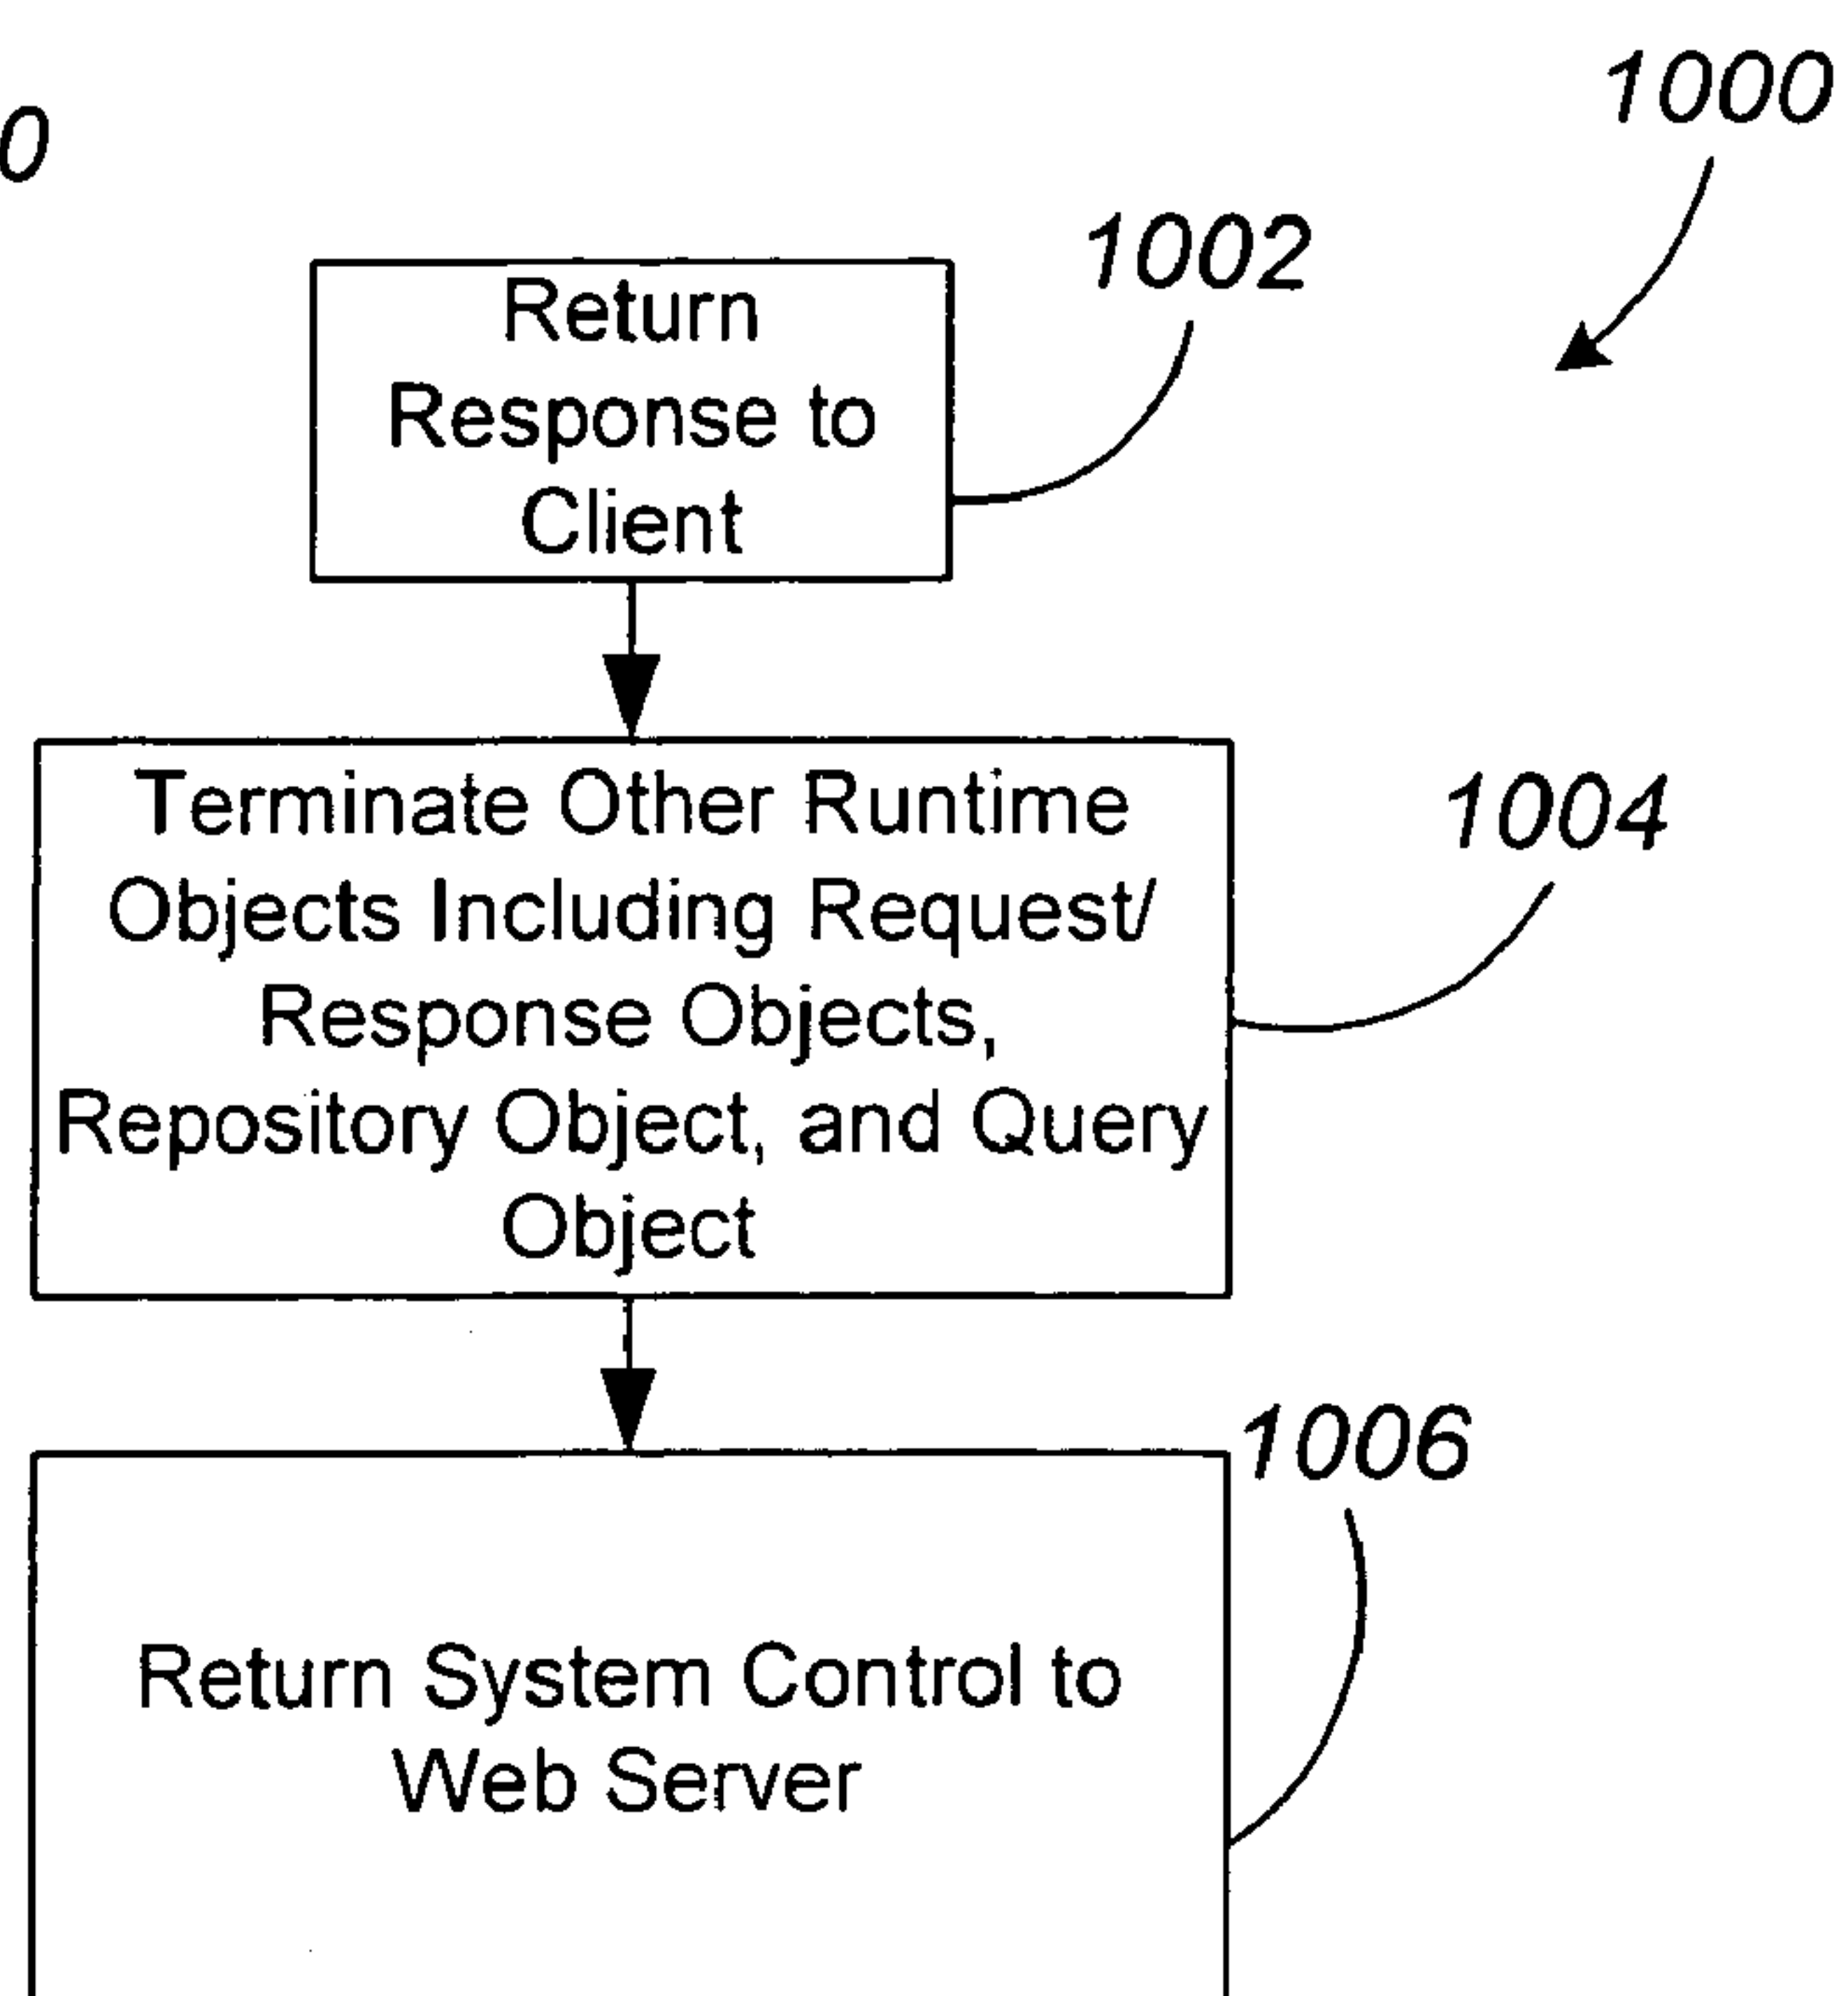 1000
0
1002
Return
Response to
Client
1004
Terminate Other Runtime
Objects Including Request/
Response Objects,
Repository Object, and Query
Object
1006
Return System Control to
Web Server